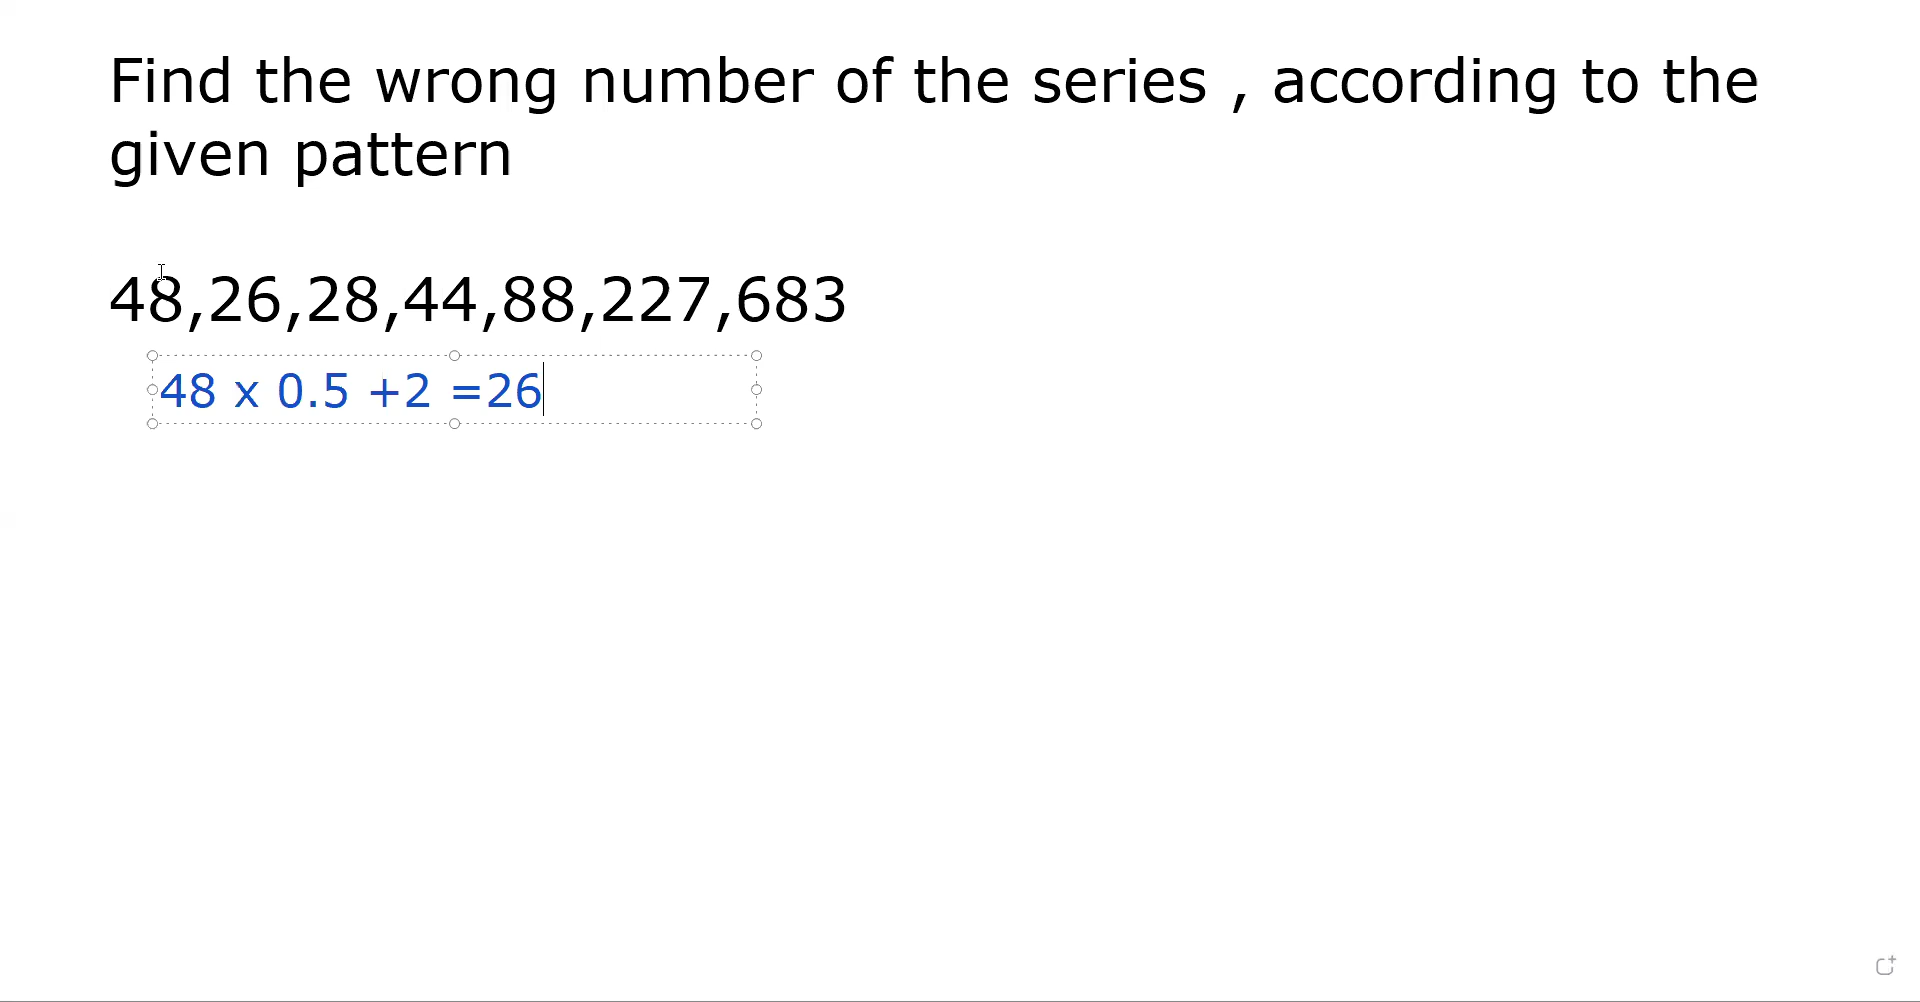 Find the wrong number of the series , according to the
given pattern
48,26,28,44,88,227,683
48 x 0.5 +2 =26